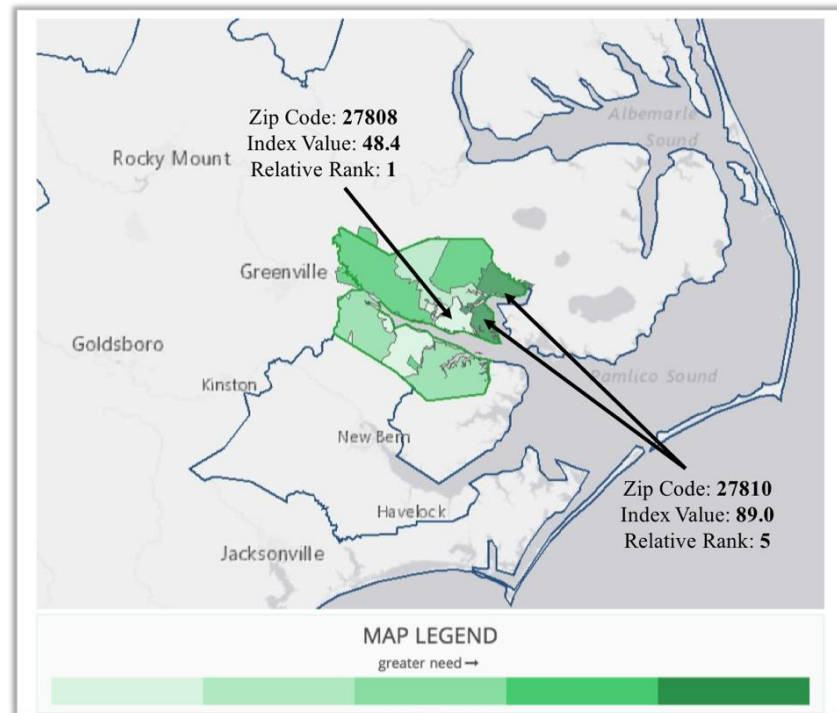 Zip Code: 27808
Index Value: 48.4
Relative Rank: 1
Albemarle
Sound
Rocky Mount
Greenville
Goldsboro
Kinston
Pamlico Sound
New Bern
Zip Code: 27810
Index Value: 89.0
Relative Rank: 5
Havelock
Jacksonville
MAP LEGEND
greater need →